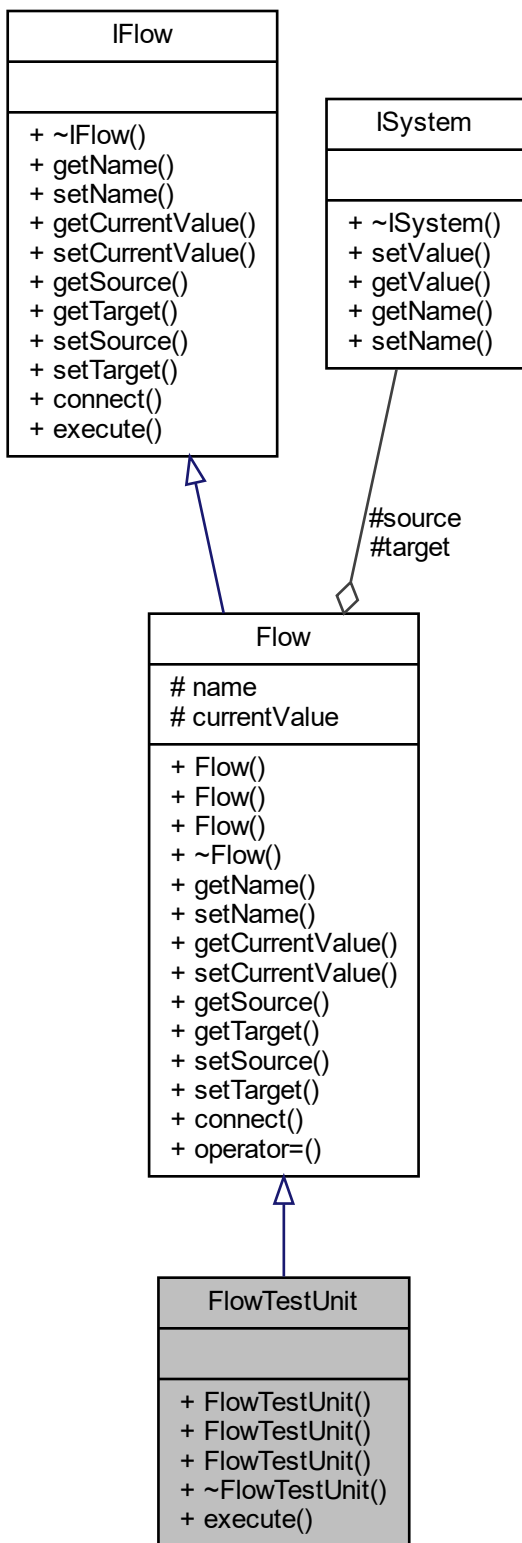 IFlow
+ ~IFlow()
+ getName()
+ setName()
+ getCurrentValue()
+ setCurrentValue()
+ getSource()
+ getTarget()
+ setSource()
+ setTarget()
+ connect()
+ execute()
ISystem
+ ~ISystem()
+ setValue()
+ getValue()
+ getName()
+ setName()
#source
#target
Flow
# name
# currentValue
+ Flow()
+ Flow()
+ Flow()
+ ~Flow()
+ getName()
+ setName()
+ getCurrentValue()
+ setCurrentValue()
+ getSource()
+ getTarget()
+ setSource()
+ setTarget()
+ connect()
+ operator=()
FlowTestUnit
+ FlowTestUnit()
+ FlowTestUnit()
+ FlowTestUnit()
+ ~FlowTestUnit()
+ execute()